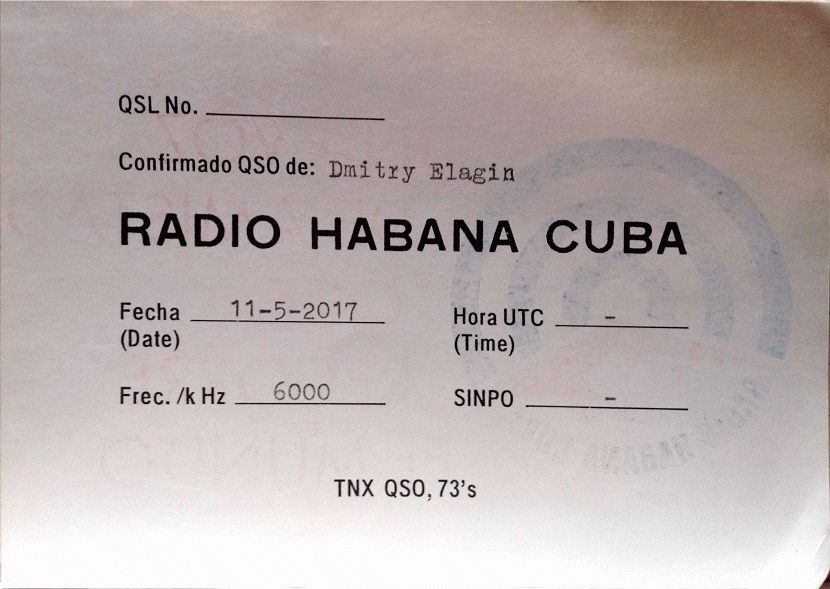 QSL No.
Confirmado QSO de: Dmitry Elagin
RADIO HABANA CUBA
Fecha 11-5-2017 Hora UTC -
(Date) (Time)
Frec. /k Hz 6000 SINPO -
TNX QSO, 73's